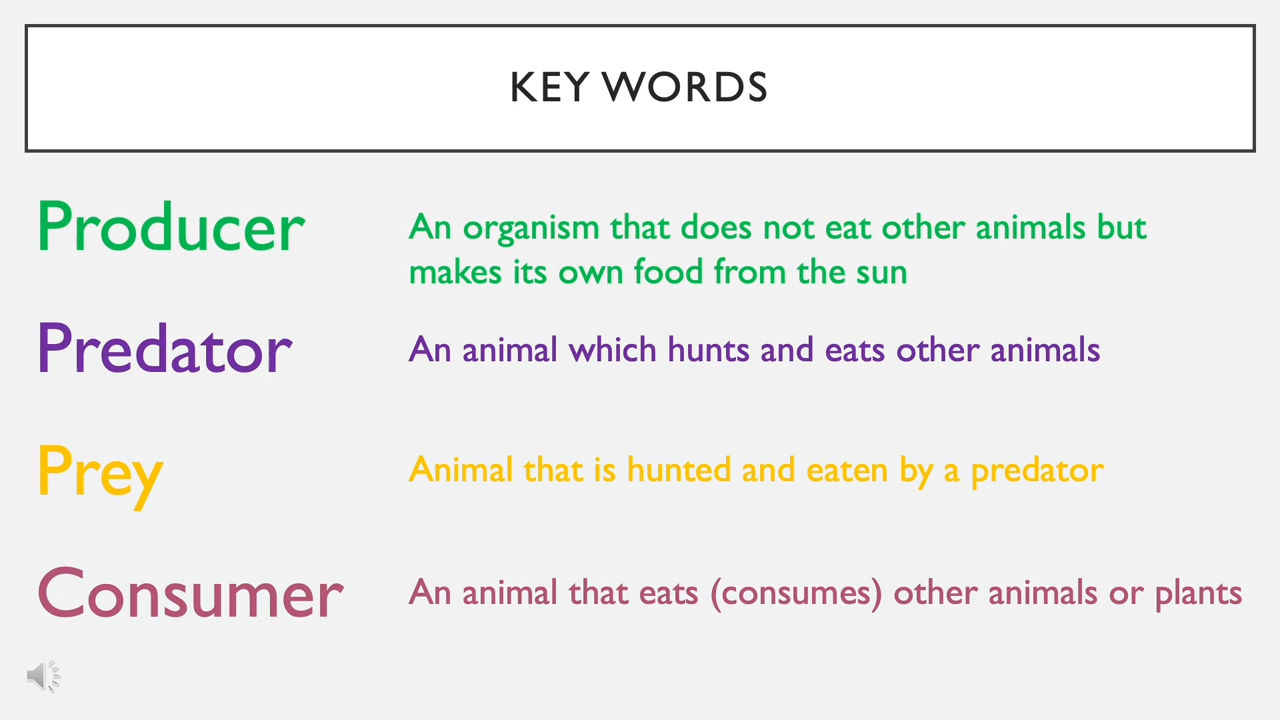 KEY WORDS
Producer
An organism that does not eat other animals but
makes its own food from the sun
Predator
An animal which hunts and eats other animals
Prey
Animal that is hunted and eaten by a predator
Consumer
An animal that eats (consumes) other animals or plants